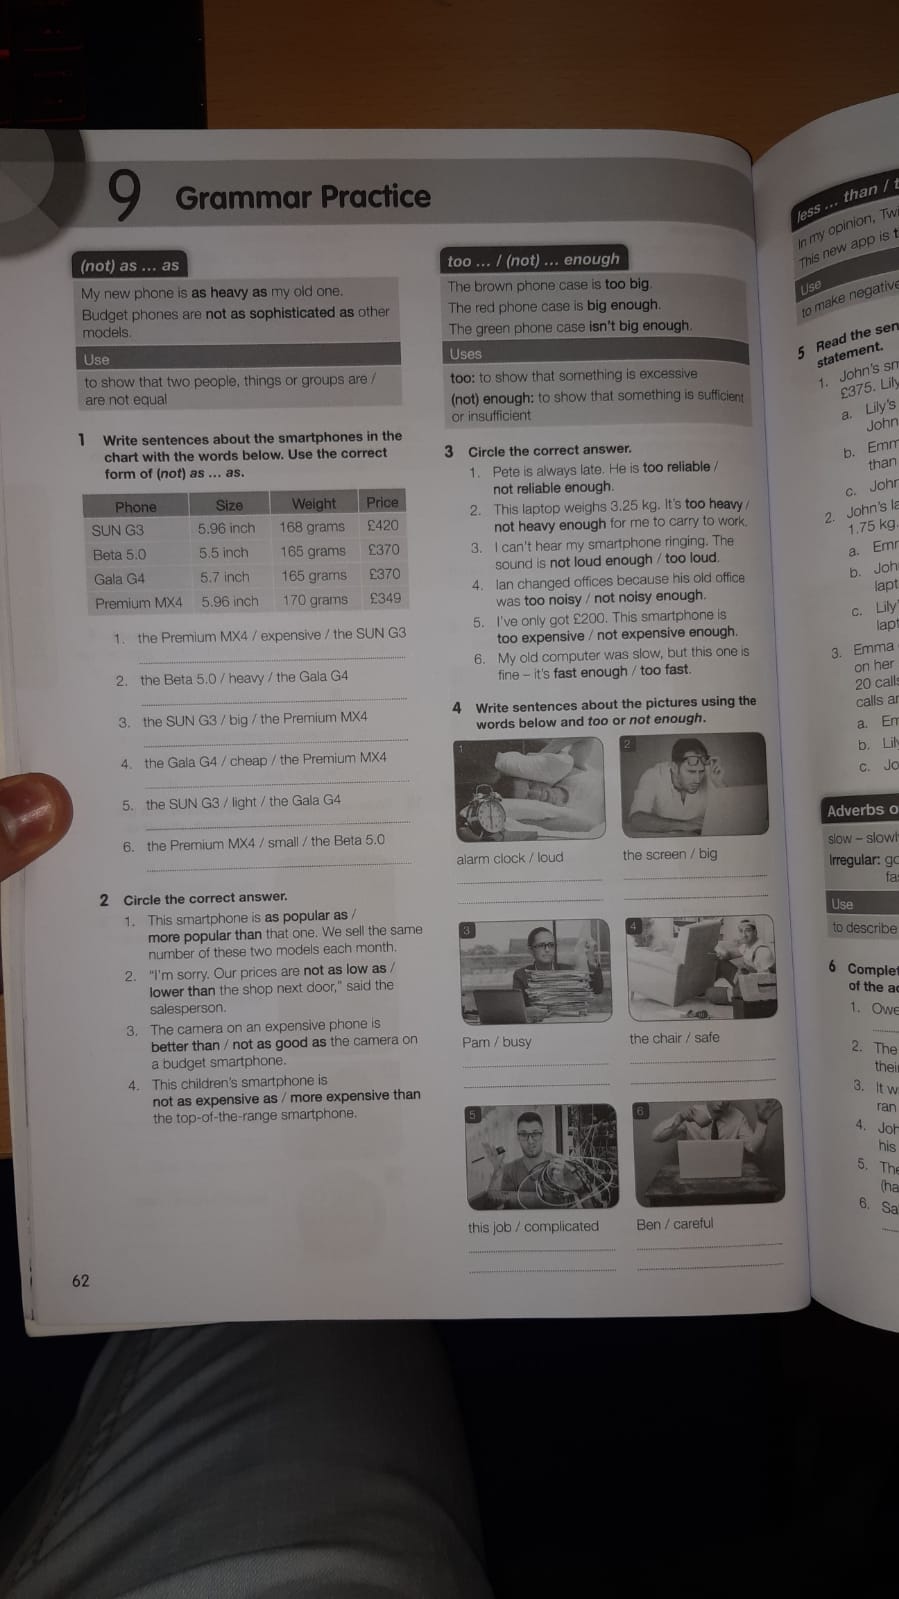 9 Grammar Practice
(not) as ... as
My new phone is as heavy as my old one.
Budget phones are not as sophisticated as other
models.
Use
to show that two people, things or groups are /
are not equal
1 Write sentences about the smartphones in the
chart with the words below. Use the correct
form of (not) as ... as.
Phone Size Weight Price
SUN G3 5.96 inch 168 grams £420
Beta 5.0 5.5 inch 165 grams £370
Gala G4 5.7 inch 165 grams £370
Premium MX4 5.96 inch 170 grams £349
1. the Premium MX4 / expensive / the SUN G3
2. the Beta 5.0 / heavy / the Gala G4
3. the SUN G3 / big / the Premium MX4
4. the Gala G4 / cheap / the Premium MX4
5. the SUN G3 / light / the Gala G4
6. the Premium MX4 / small / the Beta 5.0
2 Circle the correct answer.
1. This smartphone is as popular as /
more popular than that one. We sell the same
number of these two models each month.
2. "I'm sorry. Our prices are not as low as /
lower than the shop next door," said the
salesperson.
3. The camera on an expensive phone is
better than / not as good as the camera on
a budget smartphone.
4. This children's smartphone is
not as expensive as / more expensive than
the top-of-the-range smartphone.
62
too ... / (not) ... enough
The brown phone case is too big.
The red phone case is big enough.
The green phone case isn't big enough.
Uses
too: to show that something is excessive
(not) enough: to show that something is sufficient
or insufficient
3 Circle the correct answer.
1. Pete is always late. He is too reliable /
not reliable enough.
2. This laptop weighs 3.25 kg. It's too heavy /
not heavy enough for me to carry to work.
3. I can't hear my smartphone ringing. The
sound is not loud enough / too loud.
4. Ian changed offices because his old office
was too noisy / not noisy enough.
5. I've only got £200. This smartphone is
too expensive / not expensive enough.
6. My old computer was slow, but this one is
fine – it's fast enough / too fast.
4 Write sentences about the pictures using the
words below and too or not enough.
1
2
alarm clock / loud
the screen / big
3
4
Pam / busy
the chair / safe
5
6
this job / complicated
Ben / careful
less ... than / t
In my opinion, Twi
This new app is t
Use
to make negative
5 Read the sen
statement.
1. John's sm
£375. Lily
a. Lily's
John
b. Emm
than
c. John
2. John's la
1.75 kg.
a. Emr
b. Joh
lapt
c. Lily'
lapt
3. Emma
on her
20 calls
calls ar
a. Em
b. Lil
c. Jo
Adverbs o
slow – slowl
Irregular: go
fas
Use
to describe
6 Complet
of the ad
1. Owe
2. The
thei
3. It w
ran
4. Joh
his
5. The
(ha
6. Sa